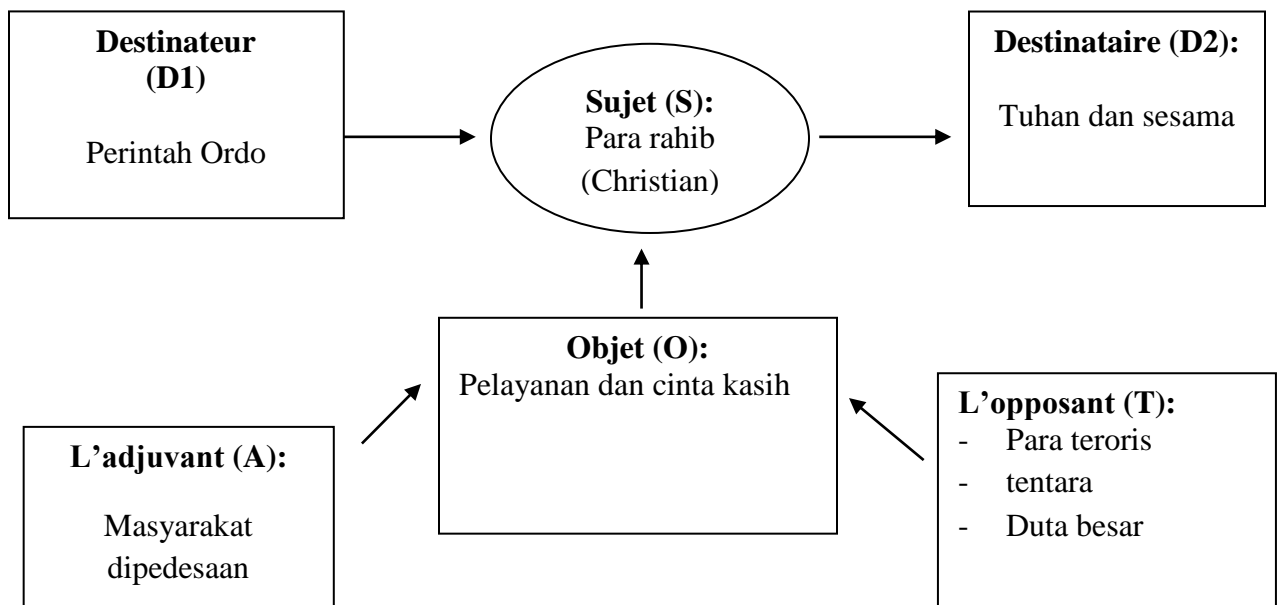 Destinateur
(D1)
Perintah Ordo
Sujet (S):
Para rahib
(Christian)
Destinataire (D2):
Tuhan dan sesama
Objet (O):
Pelayanan dan cinta kasih
L’adjuvant (A):
Masyarakat
dipedesaan
L’opposant (T):
- Para teroris
- tentara
- Duta besar